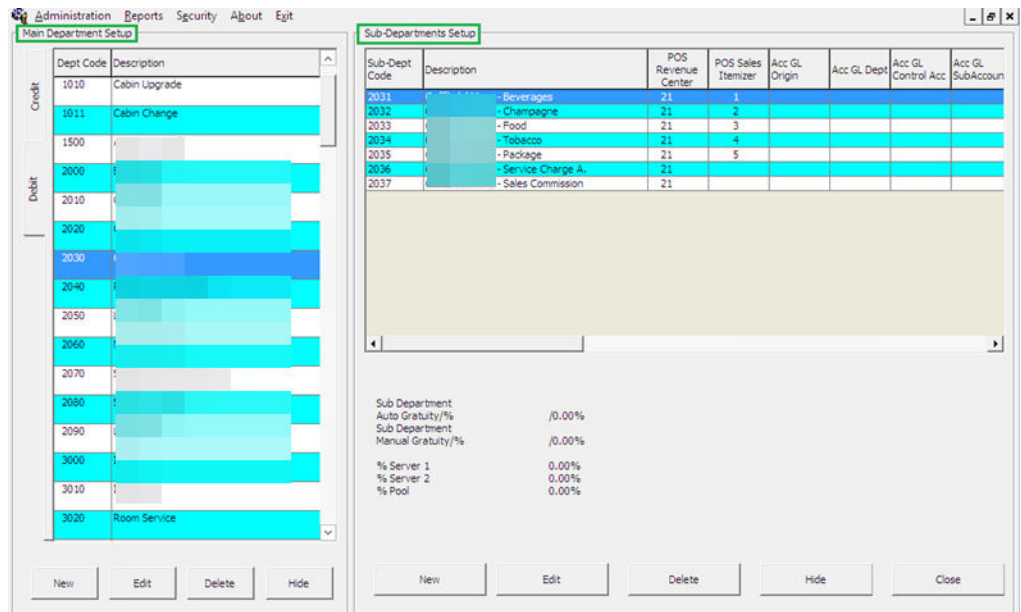 Administration Reports Security About Exit
Main Department Setup
Credit
Debit
Dept Code Description
1010 Cabin Upgrade
1011 Cabin Change
1500
2000
2010
2020
2030
2040
2050
2060
2070
2080
2090
3000
3010
3020 Room Service
New Edit Delete Hide
Sub-Departments Setup
Sub-Dept Code Description POS Revenue Center POS Sales Itemizer Acc GL Origin Acc GL Dept Acc GL Control Acc Acc GL SubAccoun
2031 - Beverages 21 1
2032 - Champagne 21 2
2033 - Food 21 3
2034 - Tobacco 21 4
2035 - Package 21 5
2036 - Service Charge A. 21
2037 - Sales Commission 21
Sub Department
Auto Gratuity/% /0.00%
Sub Department
Manual Gratuity/% /0.00%
% Server 1 0.00%
% Server 2 0.00%
% Pool 0.00%
New Edit Delete Hide Close